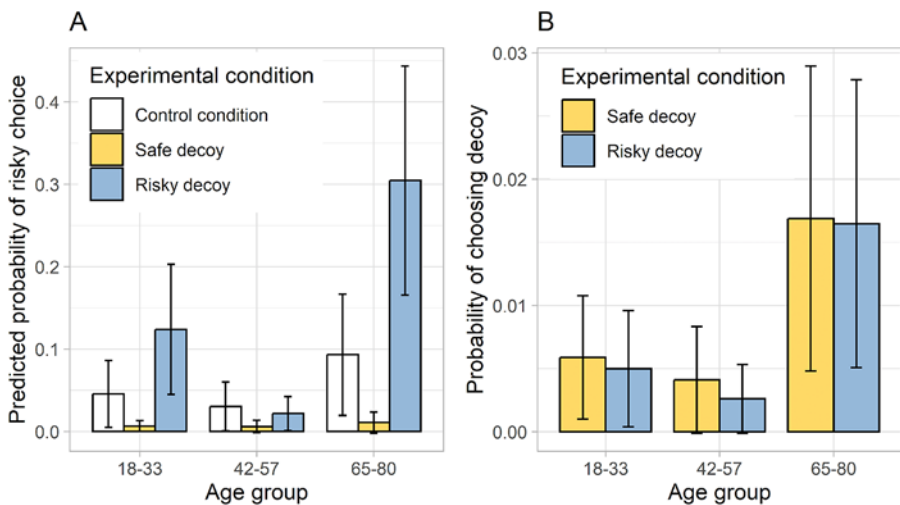 A
Predicted probability of risky choice
Experimental condition
Control condition
Safe decoy
Risky decoy
0.4
0.3
0.2
0.1
0.0
18-33
42-57
65-80
Age group
B
Probability of choosing decoy
Experimental condition
Safe decoy
Risky decoy
0.03
0.02
0.01
0.00
18-33
42-57
65-80
Age group